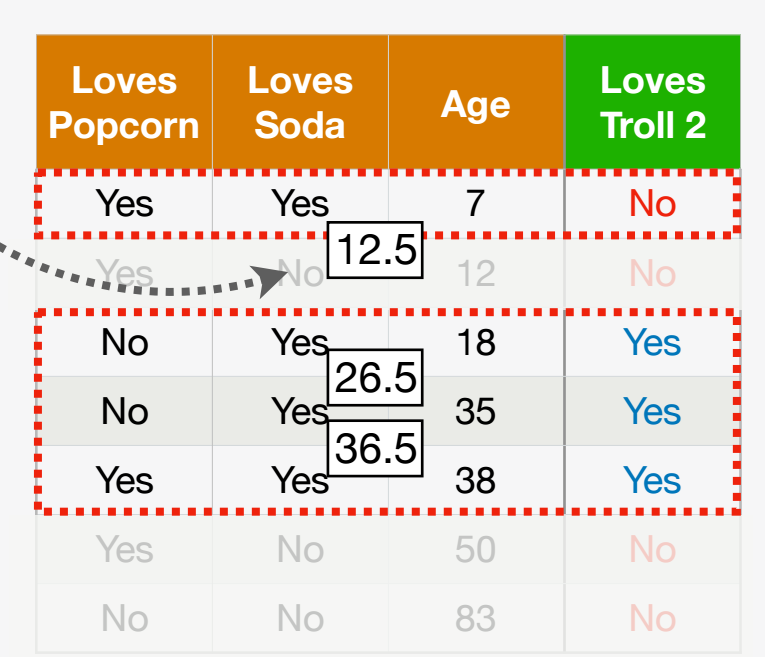 Loves Popcorn Loves Soda Age Loves Troll 2
Yes Yes 7 No
12.5
Yes No 12 No
No Yes 18 Yes
26.5
No Yes 35 Yes
36.5
Yes Yes 38 Yes
Yes No 50 No
No No 83 No